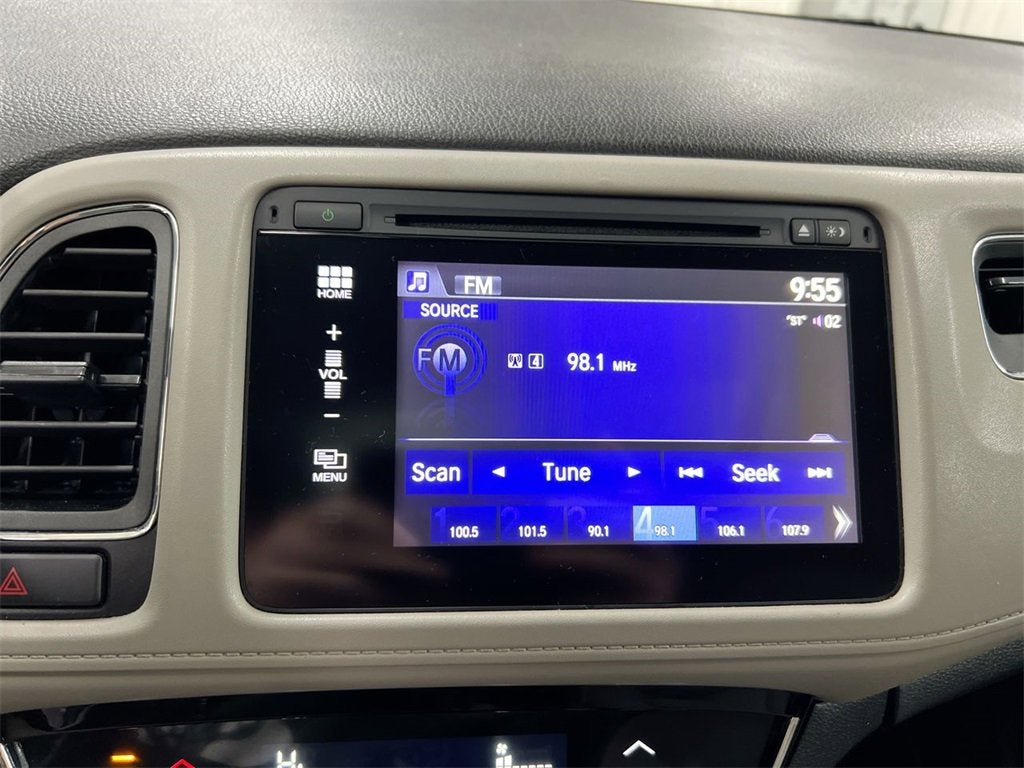 HOME
+
VOL
−
MENU
FM
9:55
SOURCE
"ST" 02
FM
4 98.1 MHz
Scan Tune Seek
1 100.5 2 101.5 3 90.1 4 98.1 5 106.1 6 107.9